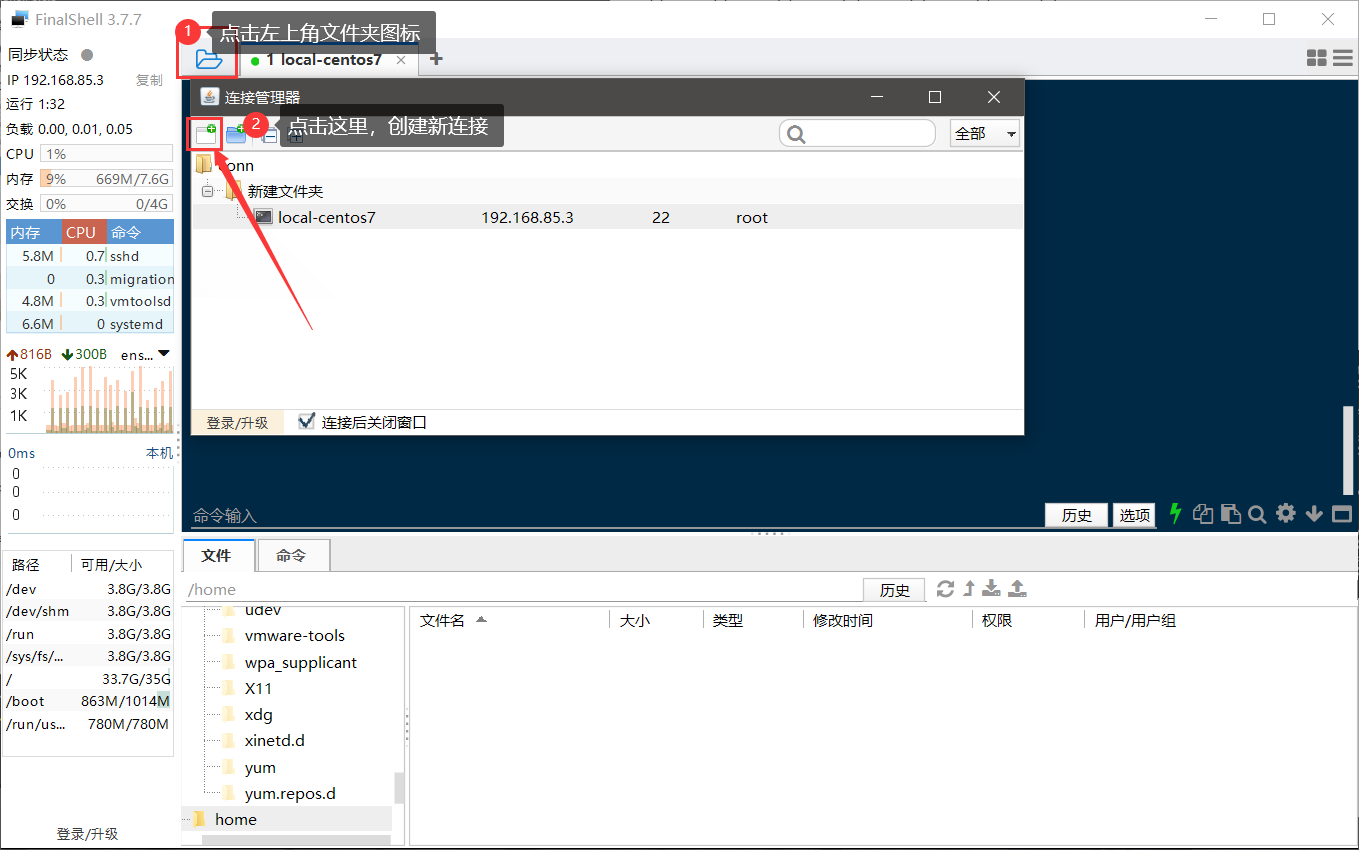 FinalShell 3.7.7
1 点击左上角文件夹图标
同步状态
1 local-centos7
IP 192.168.85.3 复制
运行 1:32
负载 0.00, 0.01, 0.05
CPU 1%
内存 9% 669M/7.6G
交换 0% 0/4G
内存 CPU 命令
5.8M 0.7 sshd
0 0.3 migration
4.8M 0.3 vmtoolsd
6.6M 0 systemd
816B 300B ens...
5K
3K
1K
0ms 本机
0
0
0
路径 可用/大小
/dev 3.8G/3.8G
/dev/shm 3.8G/3.8G
/run 3.8G/3.8G
/sys/fs/... 3.8G/3.8G
/ 33.7G/35G
/boot 863M/1014M
/run/us... 780M/780M
登录/升级
连接管理器
2 点击这里，创建新连接
全部
conn
新建文件夹
local-centos7 192.168.85.3 22 root
登录/升级 连接后关闭窗口
命令输入 历史 选项
文件 命令
/home 历史
udev
vmware-tools
wpa_supplicant
X11
xdg
xinetd.d
yum
yum.repos.d
home
文件名 大小 类型 修改时间 权限 用户/用户组